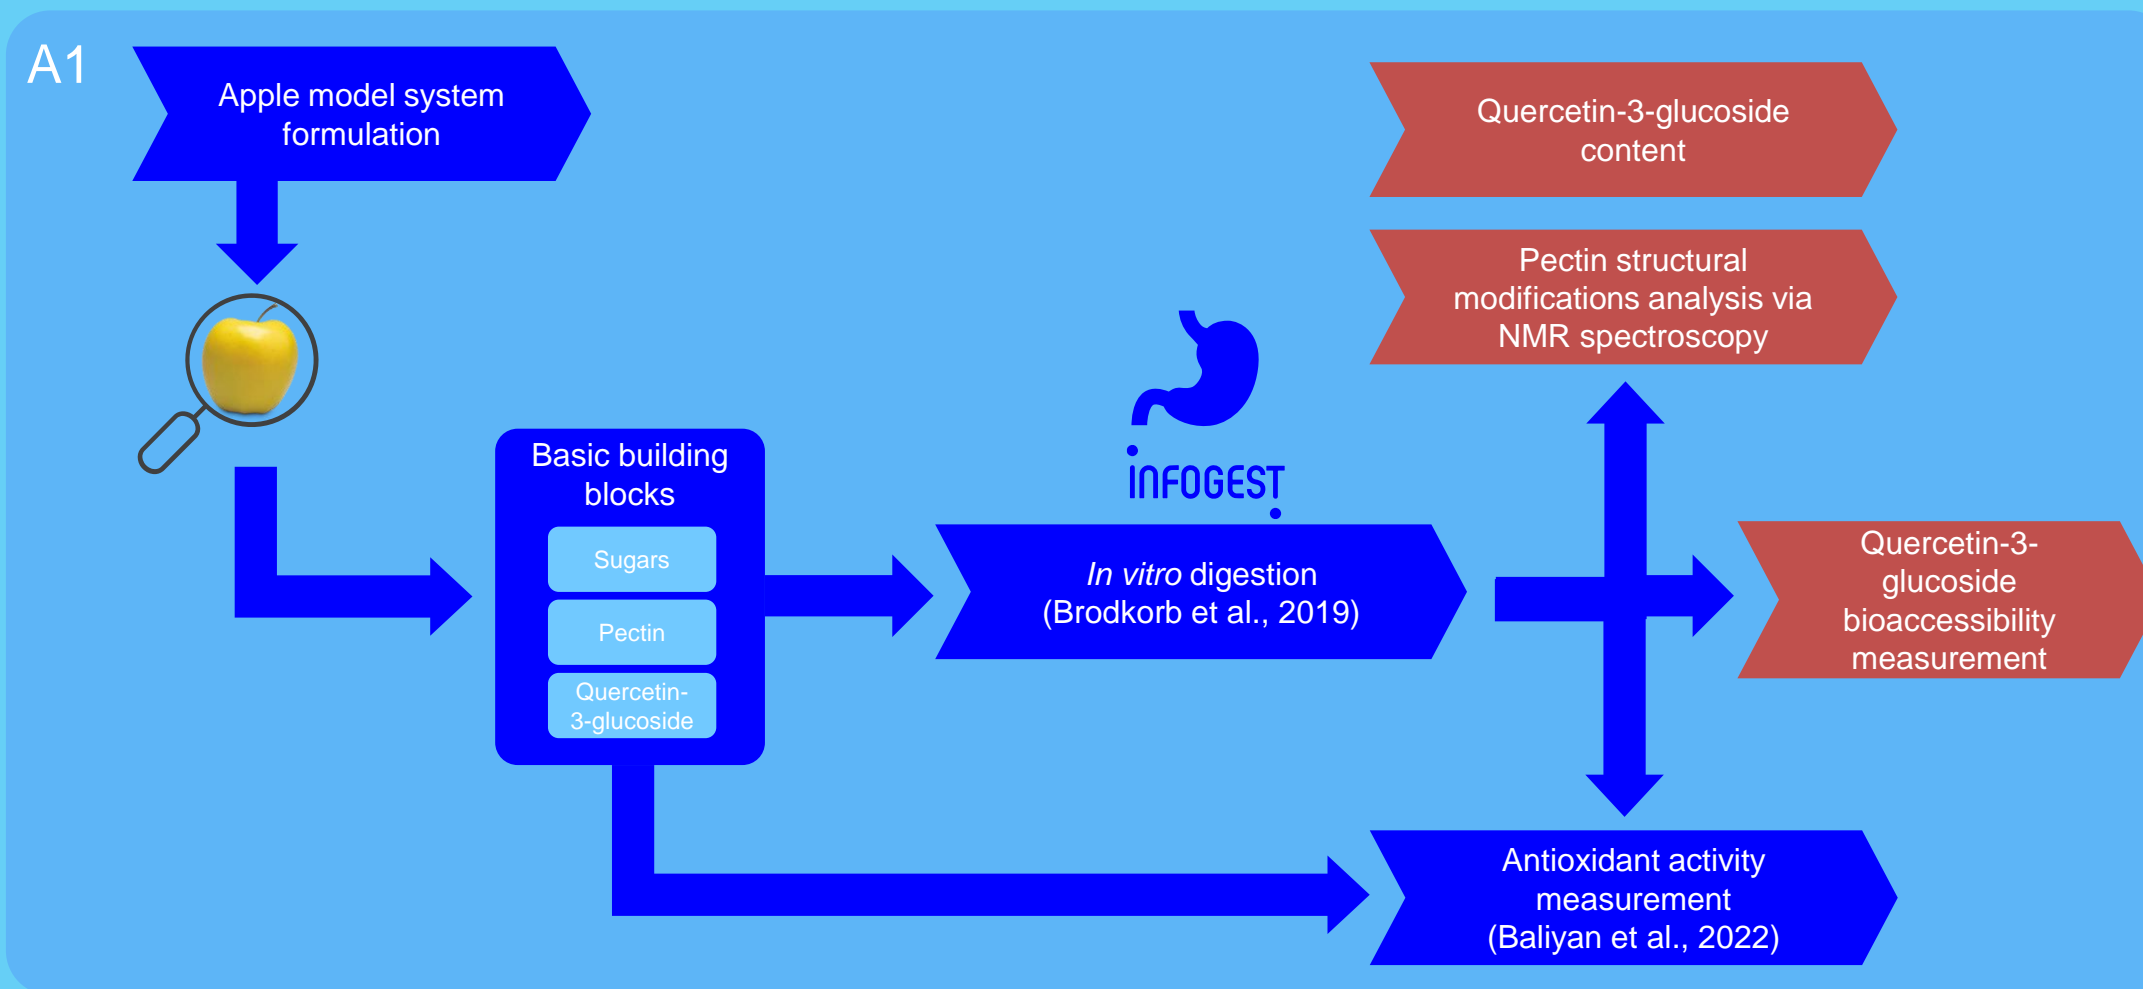 A1
Apple model system
formulation
Quercetin-3-glucoside
content
Pectin structural
modifications analysis via
NMR spectroscopy
Basic building
blocks
Sugars
Pectin
Quercetin-
3-glucoside
INFOGEST
In vitro digestion
(Brodkorb et al., 2019)
Quercetin-3-
glucoside
bioaccessibility
measurement
Antioxidant activity
measurement
(Baliyan et al., 2022)